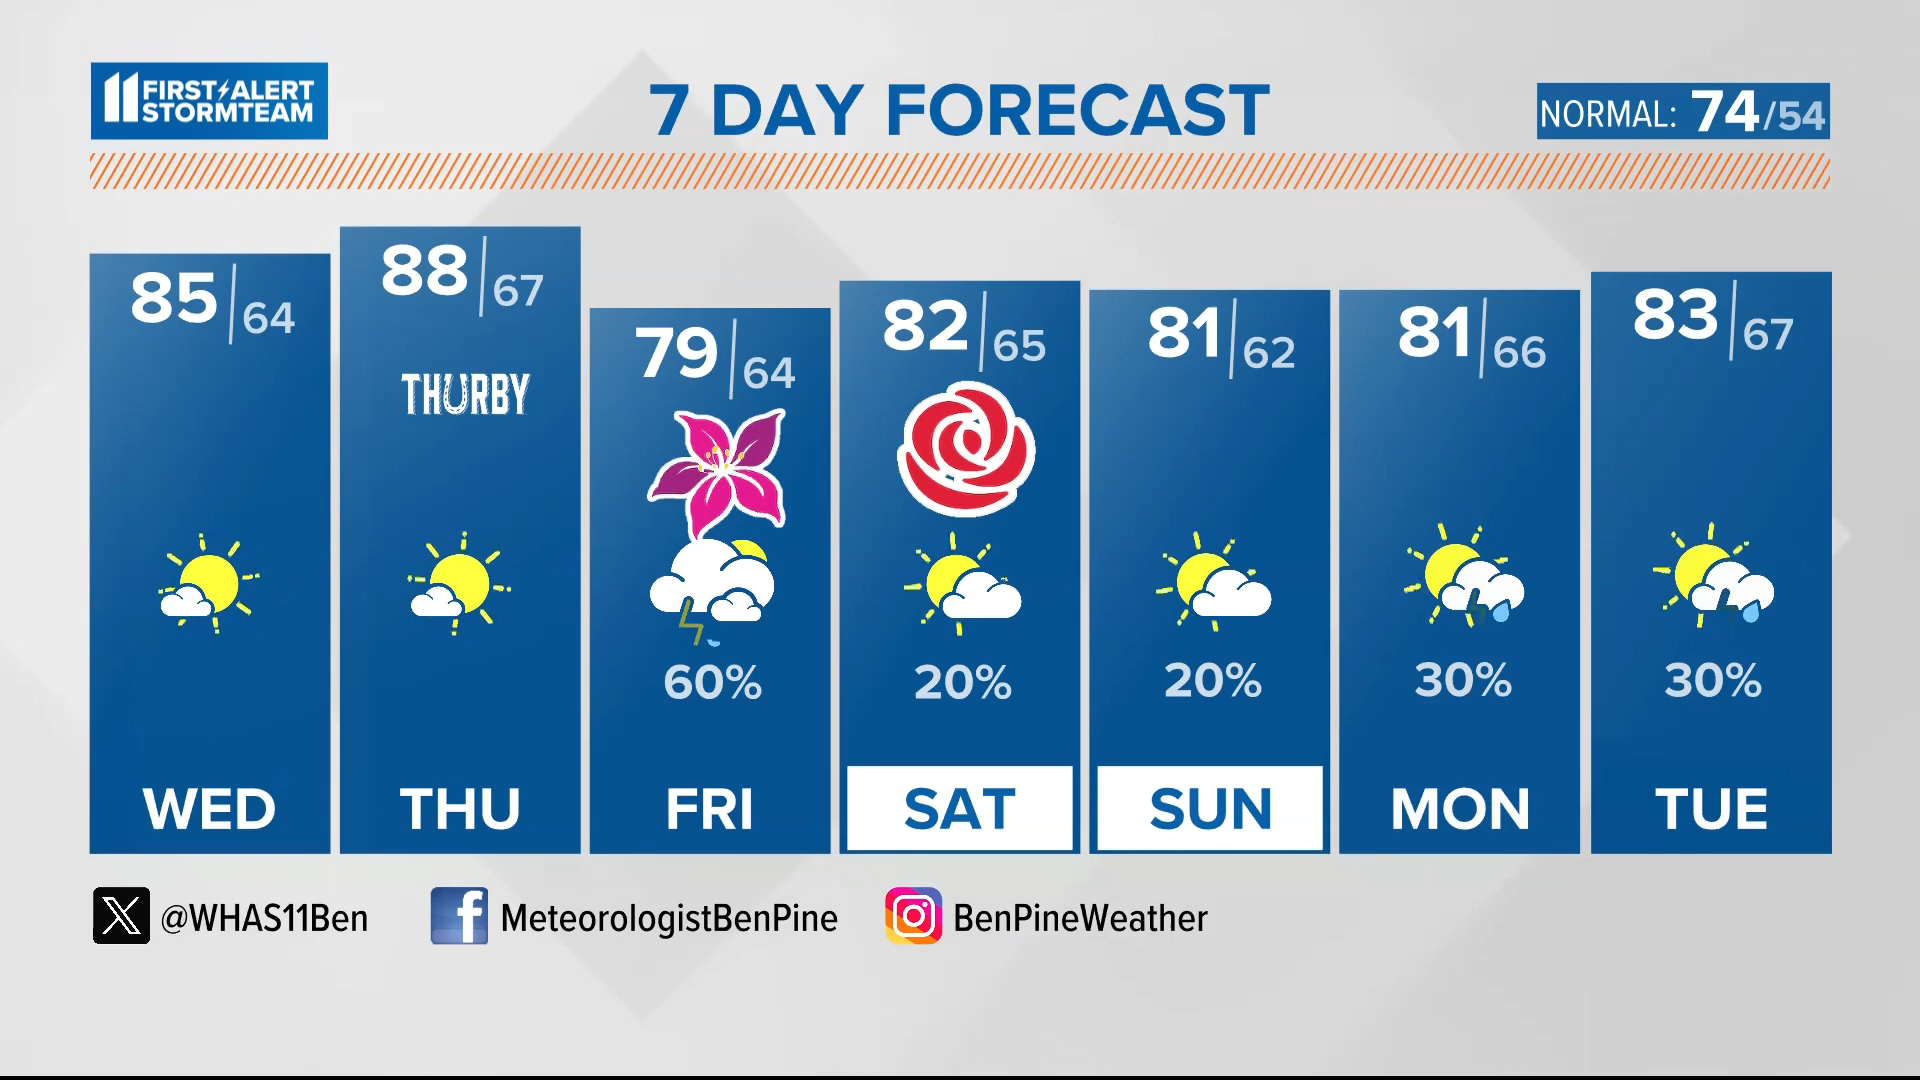 11 FIRST ALERT
STORMTEAM
7 DAY FORECAST
NORMAL: 74/54
85/64
88/67
79/64
82/65
81/62
81/66
83/67
THURBY
60%
20%
20%
30%
30%
WED
THU
FRI
SAT
SUN
MON
TUE
@WHAS11Ben
MeteorologistBenPine
BenPineWeather